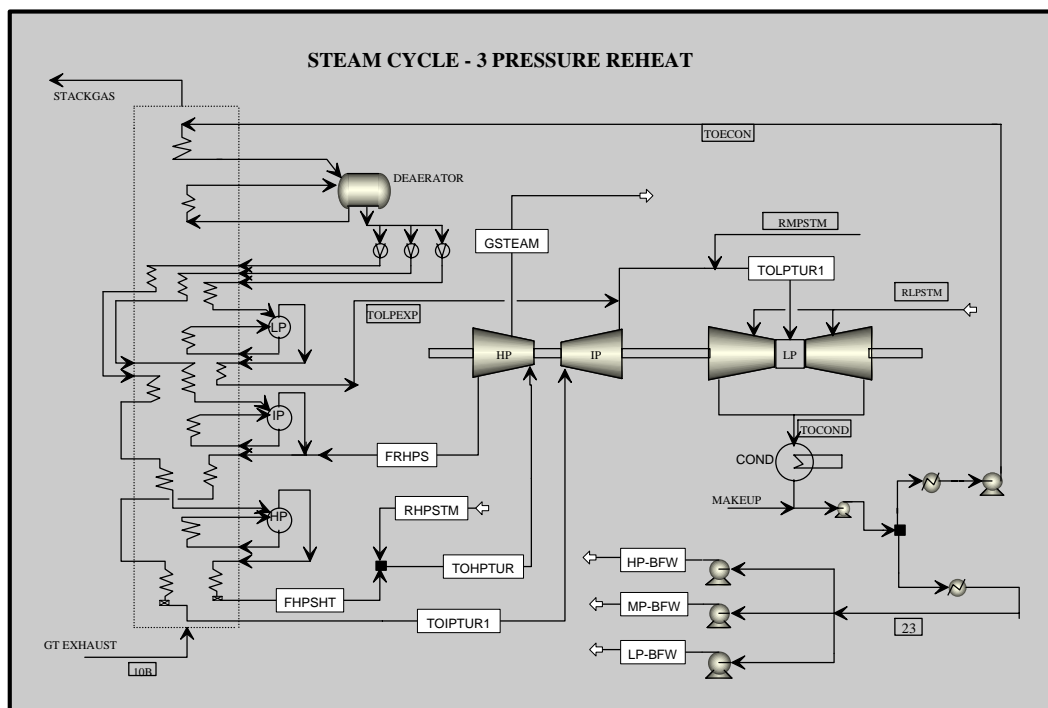 STEAM CYCLE - 3 PRESSURE REHEAT
STACKGAS
TOECON
DEAERATOR
GSTEAM
RMPSTM
TOLPTUR1
RLPSTM
TOLPEXP
LP
HP
IP
LP
IP
TOCOND
FRHPS
COND
RHPSTM
MAKEUP
HP
TOHPTUR
HP-BFW
FHPSHT
MP-BFW
TOIPTUR1
23
GT EXHAUST
LP-BFW
10B